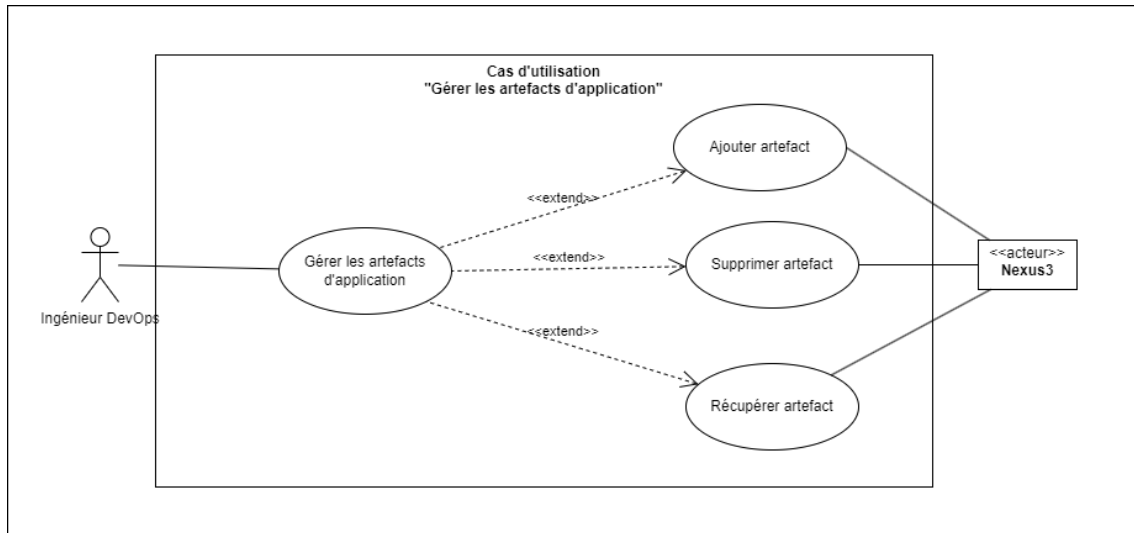 Cas d'utilisation
"Gérer les artefacts d'application"
Ajouter artefact
<<extend>>
Gérer les artefacts
d'application
<<extend>>
Supprimer artefact
<<acteur>>
Nexus3
Ingénieur DevOps
<<extend>>
Récupérer artefact